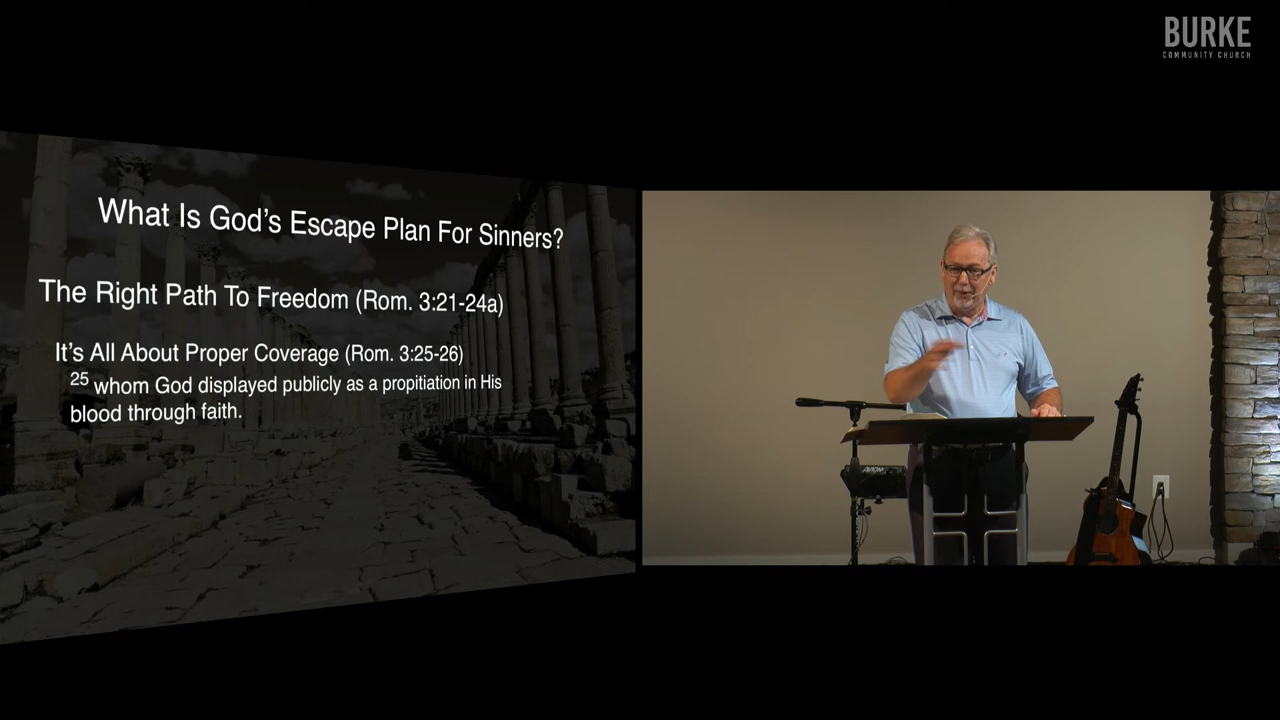 BURKE
COMMUNITY CHURCH
What Is God's Escape Plan For Sinners?
The Right Path To Freedom (Rom. 3:21-24a)
It's All About Proper Coverage (Rom. 3:25-26)
25 whom God displayed publicly as a propitiation in His
blood through faith.